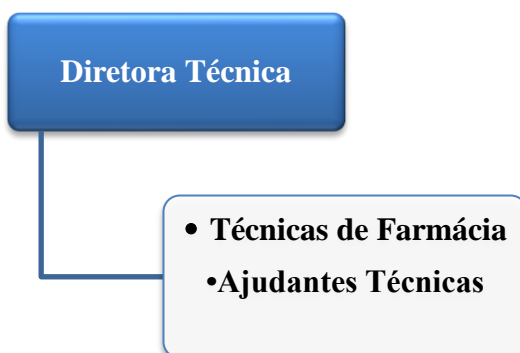 Diretora Técnica
• Técnicas de Farmácia
•Ajudantes Técnicas